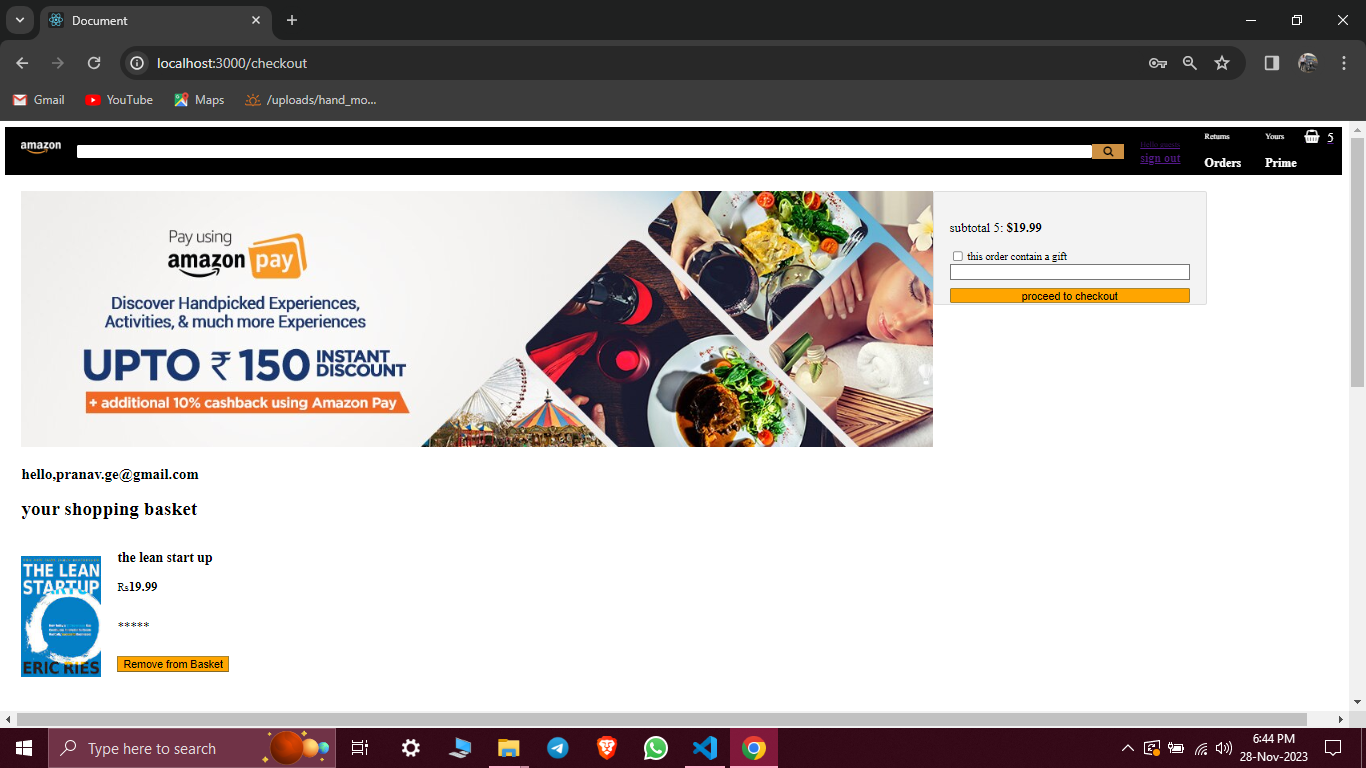 Document
localhost:3000/checkout
Gmail YouTube Maps /uploads/hand_mo...
amazon
sign out
Returns
Orders
Yours
Prime
5
Pay using
amazon pay
Discover Handpicked Experiences,
Activities, & much more Experiences
UPTO ₹ 150 INSTANT DISCOUNT
+ additional 10% cashback using Amazon Pay
subtotal 5: $19.99
this order contain a gift
proceed to checkout
hello,pranav.ge@gmail.com
your shopping basket
THE LEAN
STARTUP
ERIC RIES
the lean start up
₨19.99
*****
Remove from Basket
Type here to search
6:44 PM
28-Nov-2023